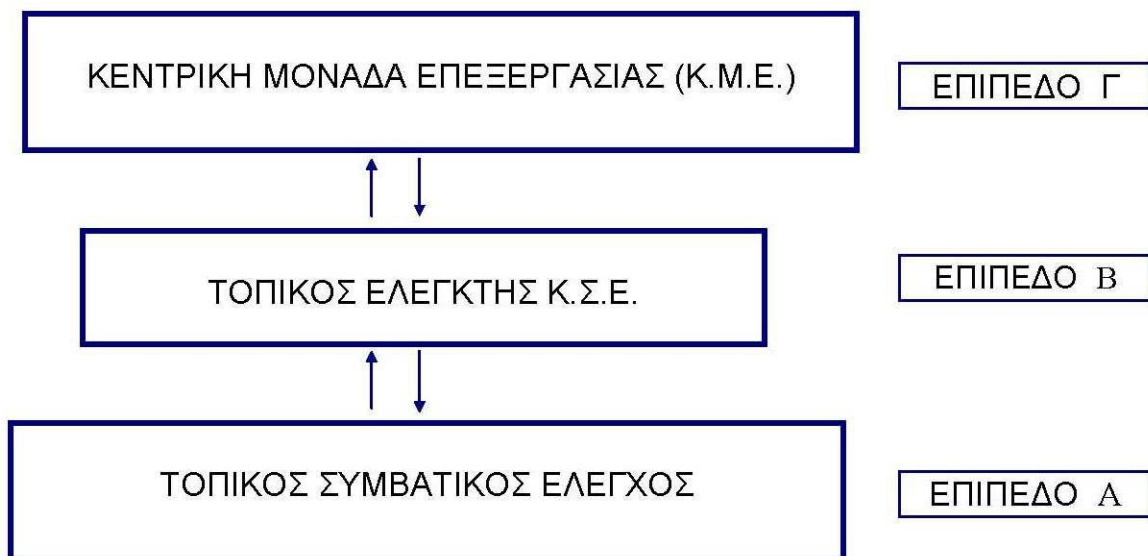 ΚΕΝΤΡΙΚΗ ΜΟΝΑΔΑ ΕΠΕΞΕΡΓΑΣΙΑΣ (Κ.Μ.Ε.)
ΕΠΙΠΕΔΟ Γ
ΤΟΠΙΚΟΣ ΕΛΕΓΚΤΗΣ Κ.Σ.Ε.
ΕΠΙΠΕΔΟ Β
ΤΟΠΙΚΟΣ ΣΥΜΒΑΤΙΚΟΣ ΕΛΕΓΧΟΣ
ΕΠΙΠΕΔΟ Α